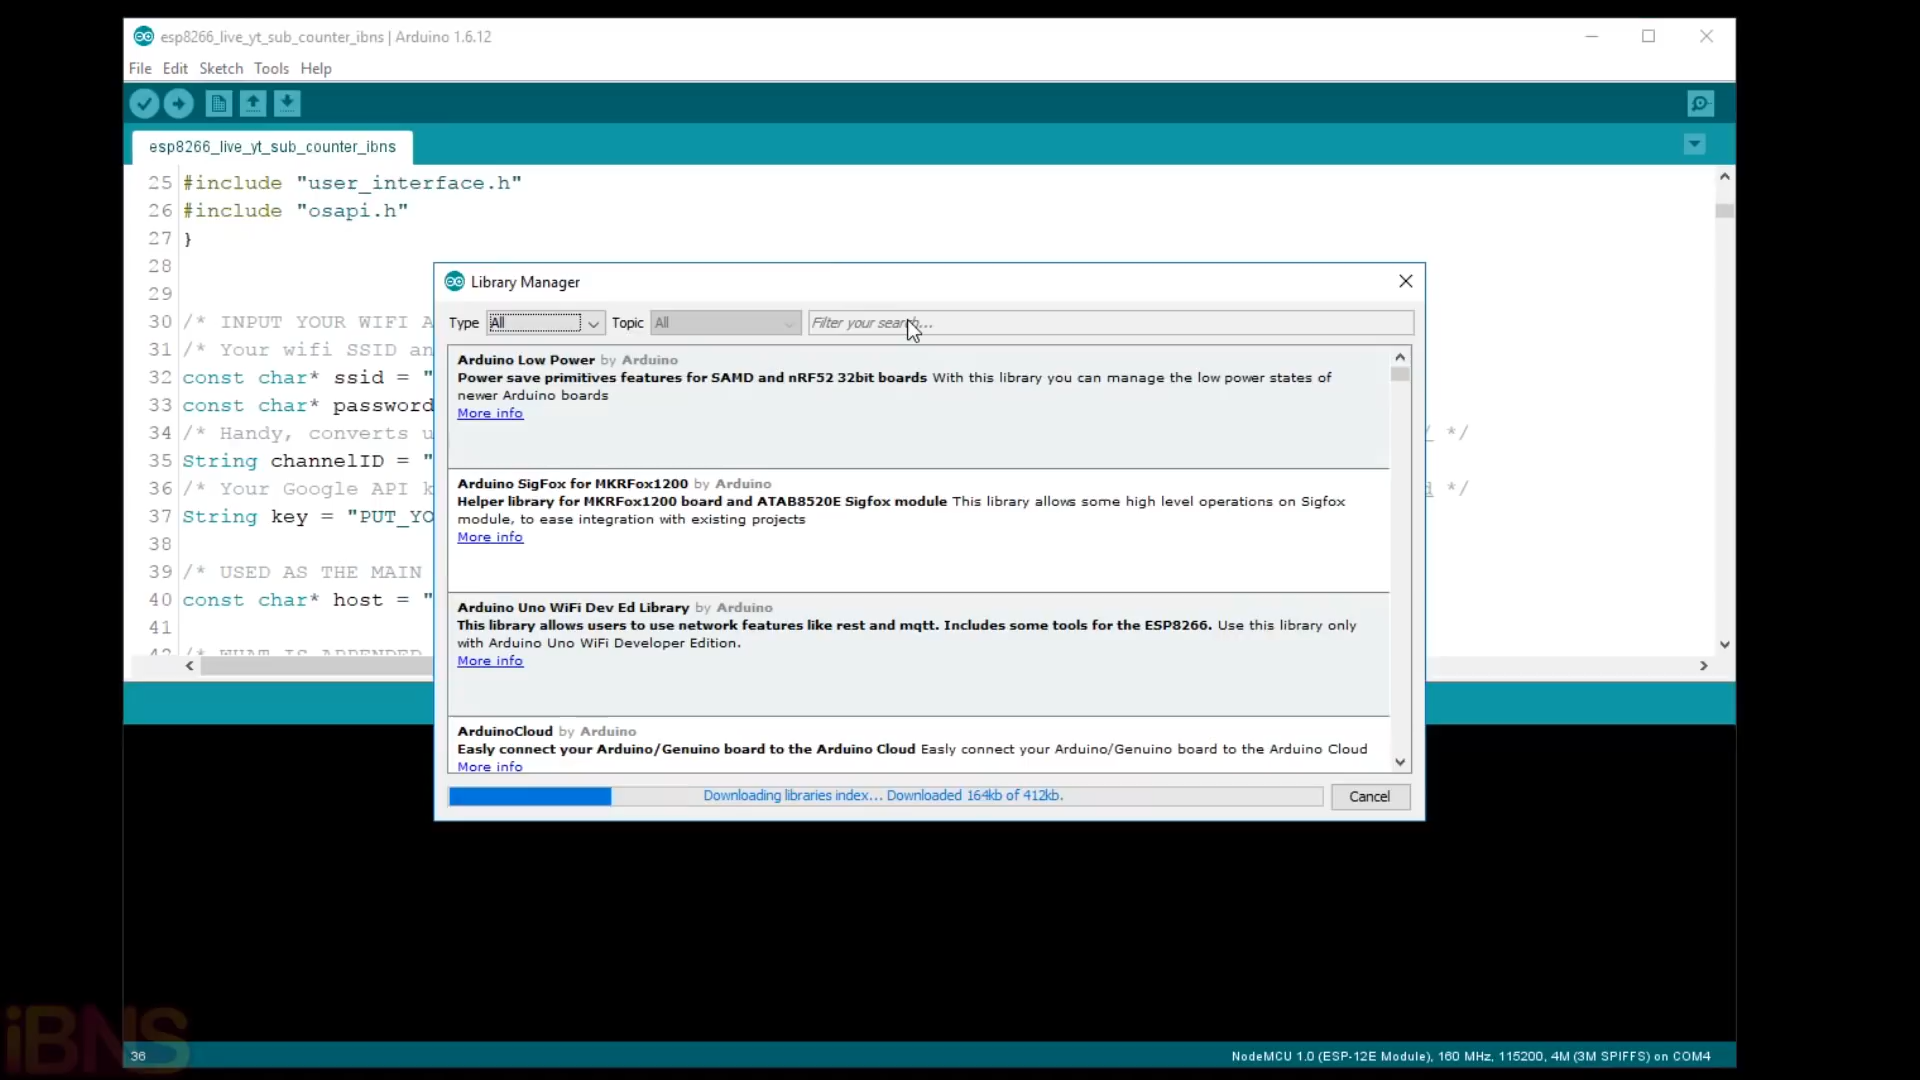 esp8266_live_yt_sub_counter_ibns | Arduino 1.6.12
File Edit Sketch Tools Help
esp8266_live_yt_sub_counter_ibns
25 #include "user_interface.h"
26 #include "osapi.h"
27 }
28
29
30 /* INPUT YOUR WIFI A
31 /* Your wifi SSID an
32 const char* ssid = "
33 const char* password
34 /* Handy, converts u */
35 String channelID = "
36 /* Your Google API k */
37 String key = "PUT_YO
38
39 /* USED AS THE MAIN
40 const char* host = "
41
42 /* WHAT IS APPENDED
Library Manager
Type All Topic All Filter your search...
Arduino Low Power by Arduino
Power save primitives features for SAMD and nRF52 32bit boards With this library you can manage the low power states of
newer Arduino boards
More info
Arduino SigFox for MKRFox1200 by Arduino
Helper library for MKRFox1200 board and ATAB8520E Sigfox module This library allows some high level operations on Sigfox
module, to ease integration with existing projects
More info
Arduino Uno WiFi Dev Ed Library by Arduino
This library allows users to use network features like rest and mqtt. Includes some tools for the ESP8266. Use this library only
with Arduino Uno WiFi Developer Edition.
More info
ArduinoCloud by Arduino
Easly connect your Arduino/Genuino board to the Arduino Cloud Easly connect your Arduino/Genuino board to the Arduino Cloud
More info
Downloading libraries index... Downloaded 164kb of 412kb.
Cancel
iBNS
36
NodeMCU 1.0 (ESP-12E Module), 160 MHz, 115200, 4M (3M SPIFFS) on COM4